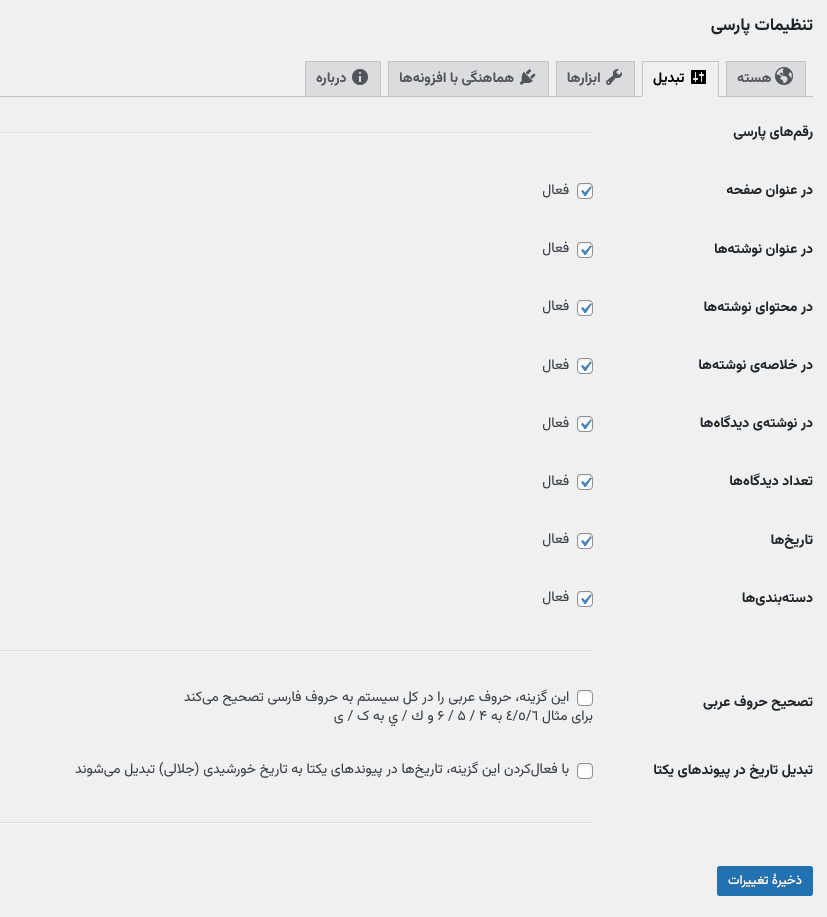 تنظیمات پارسی
هسته
تبدیل
ابزارها
هماهنگی با افزونه‌ها
درباره
رقم‌های پارسی
در عنوان صفحه
فعال
در عنوان نوشته‌ها
فعال
در محتوای نوشته‌ها
فعال
در خلاصه‌ی نوشته‌ها
فعال
در نوشته‌ی دیدگاه‌ها
فعال
تعداد دیدگاه‌ها
فعال
تاریخ‌ها
فعال
دسته‌بندی‌ها
فعال
تصحیح حروف عربی
این گزینه، حروف عربی را در کل سیستم به حروف فارسی تصحیح می‌کند
برای مثال ٤/٥/٦ به ۴ / ۵ / ۶ و ك / ي به ک / ی
تبدیل تاریخ در پیوندهای یکتا
با فعال‌کردن این گزینه، تاریخ‌ها در پیوندهای یکتا به تاریخ خورشیدی (جلالی) تبدیل می‌شوند
ذخیرهٔ تغییرات